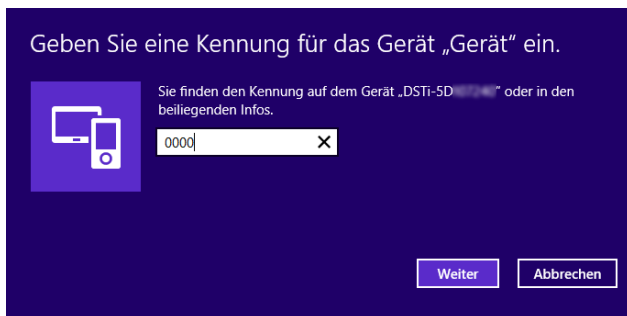 Geben Sie eine Kennung für das Gerät „Gerät“ ein.
Sie finden den Kennung auf dem Gerät „DSTi-5D “ oder in den
beiliegenden Infos.
0000
Weiter
Abbrechen